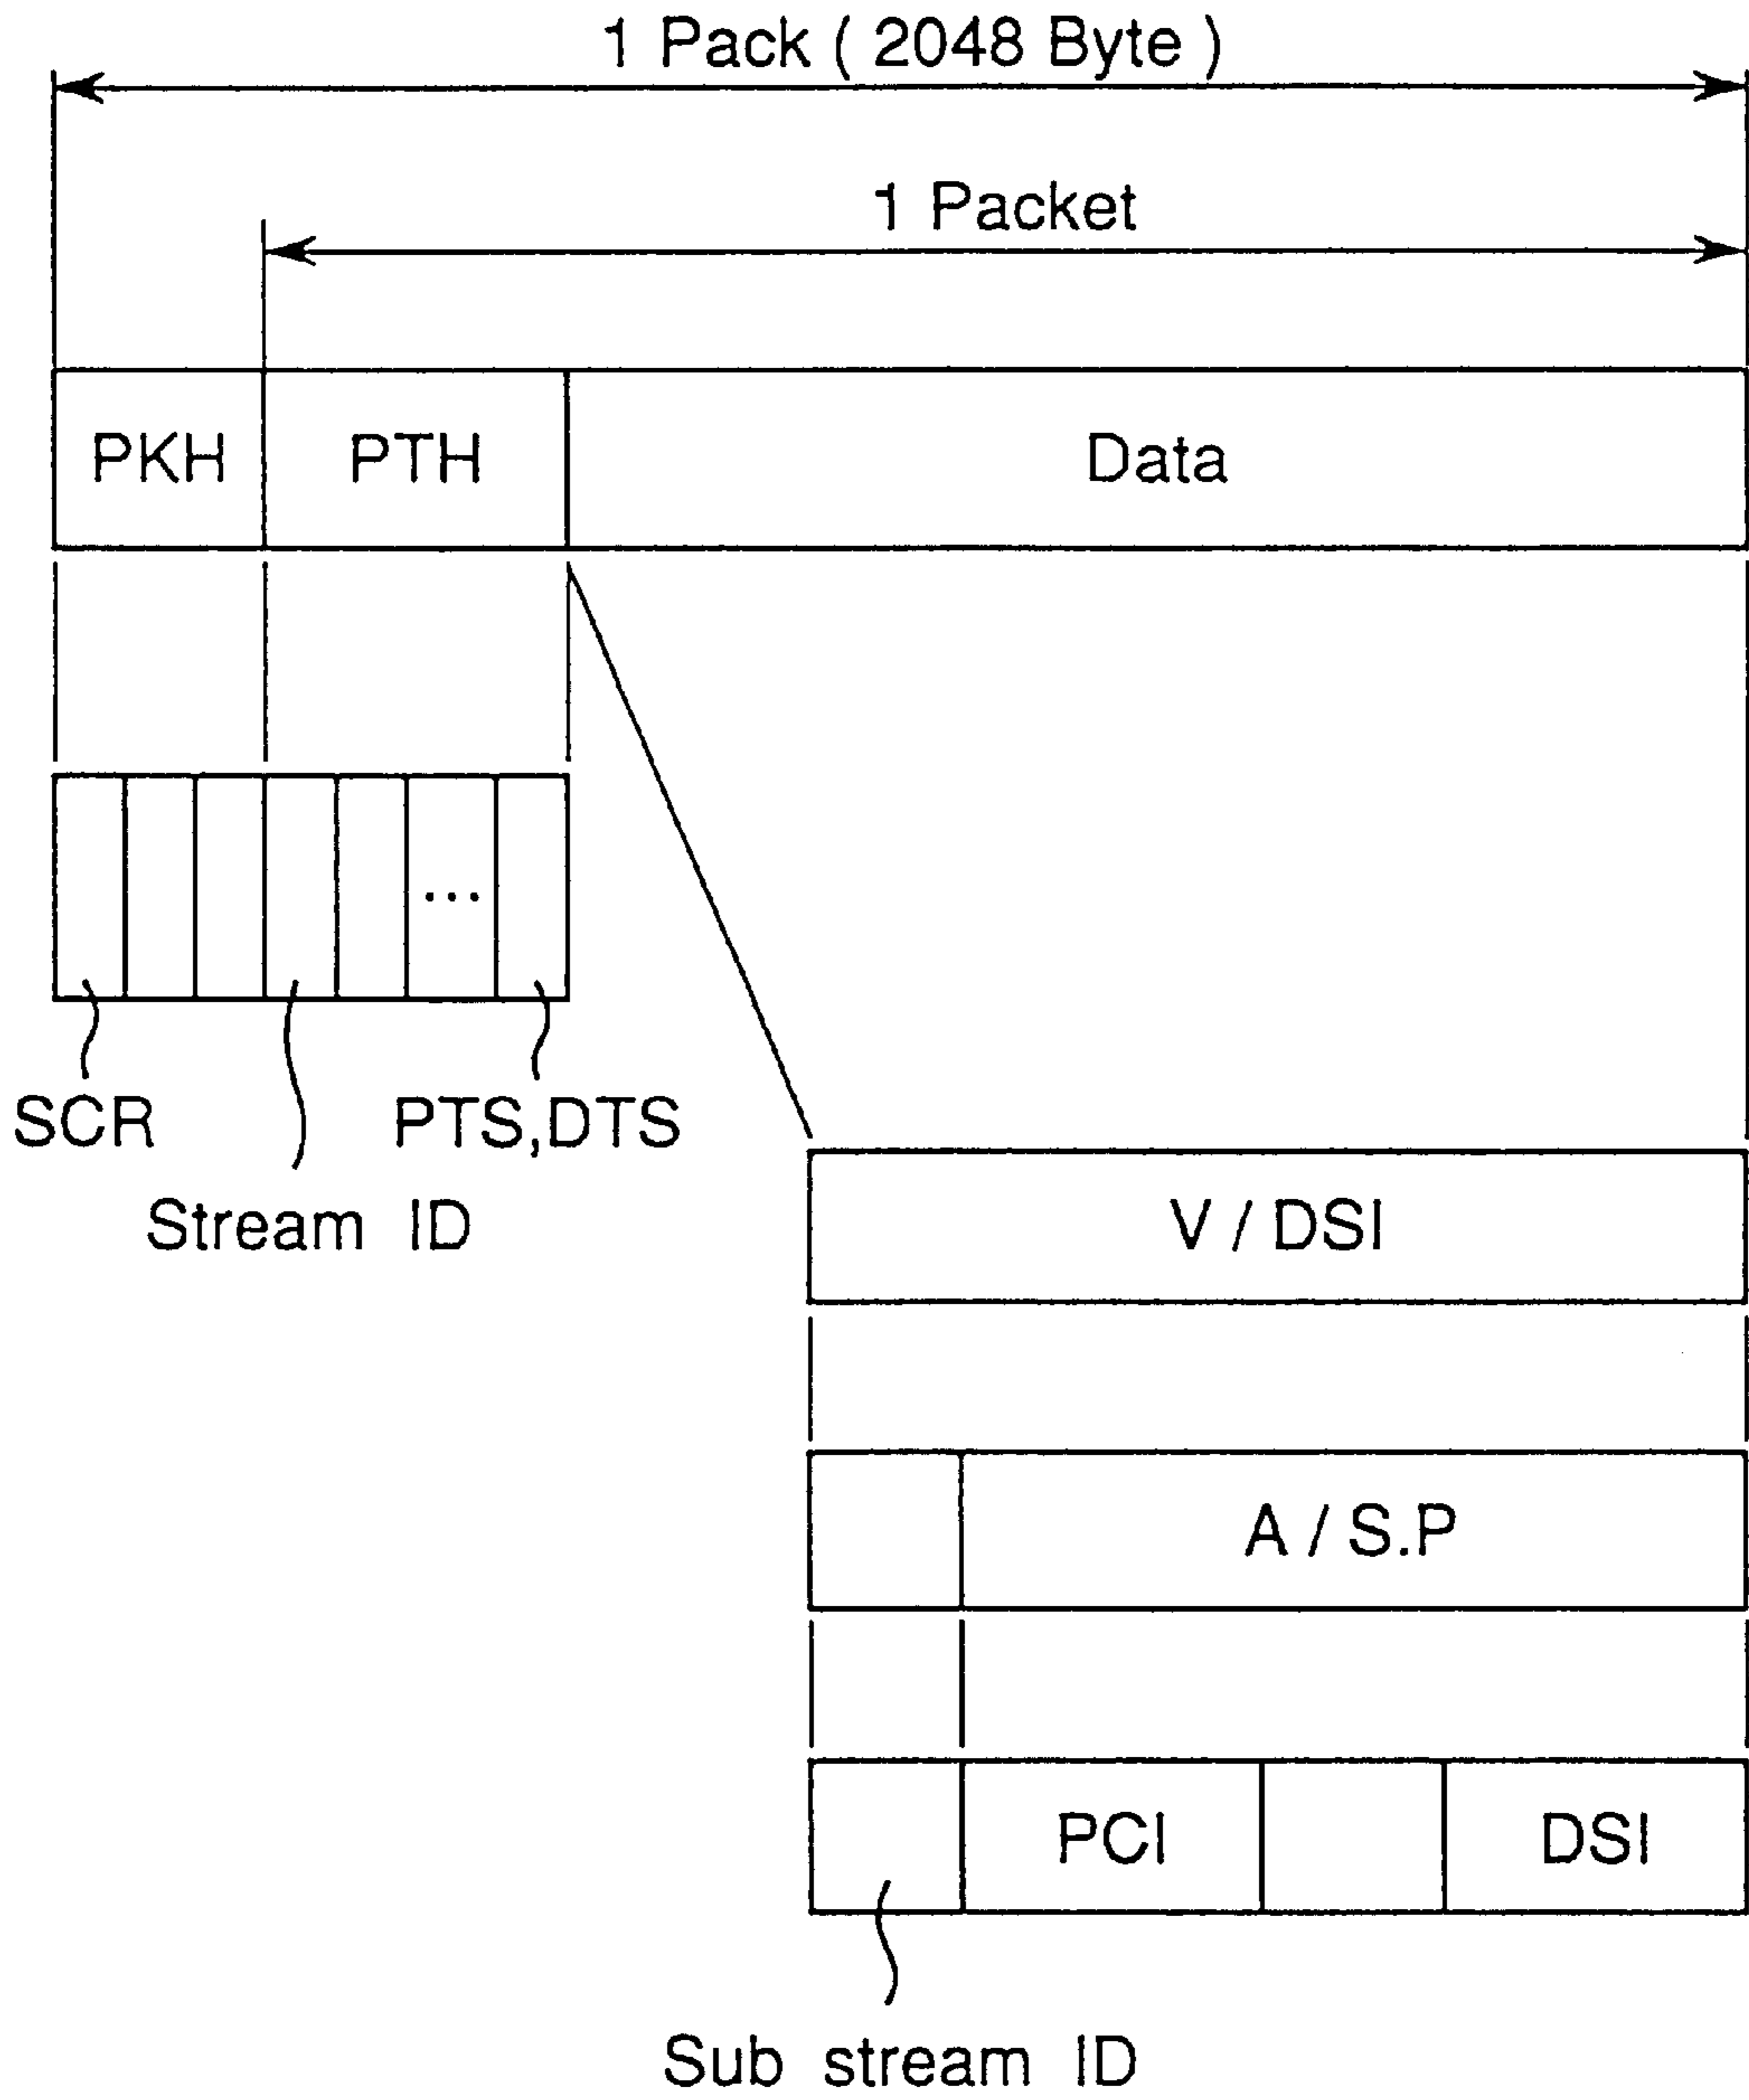 1 Pack ( 2048 Byte )
1 Packet
PKH PTH Data
...
SCR PTS,DTS
Stream ID
V / DSI
A / S.P
PCI DSI
Sub stream ID